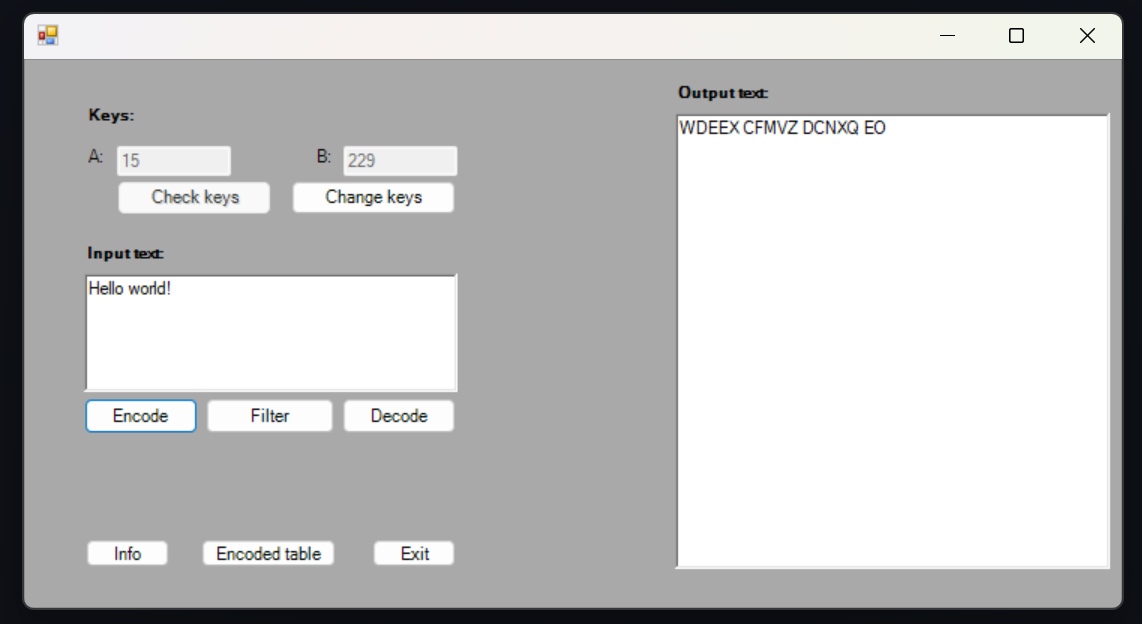 Keys:
A: 15 B: 229
Check keys Change keys
Input text:
Hello world!
Encode Filter Decode
Info Encoded table Exit
Output text:
WDEEX CFMVZ DCNXQ EO